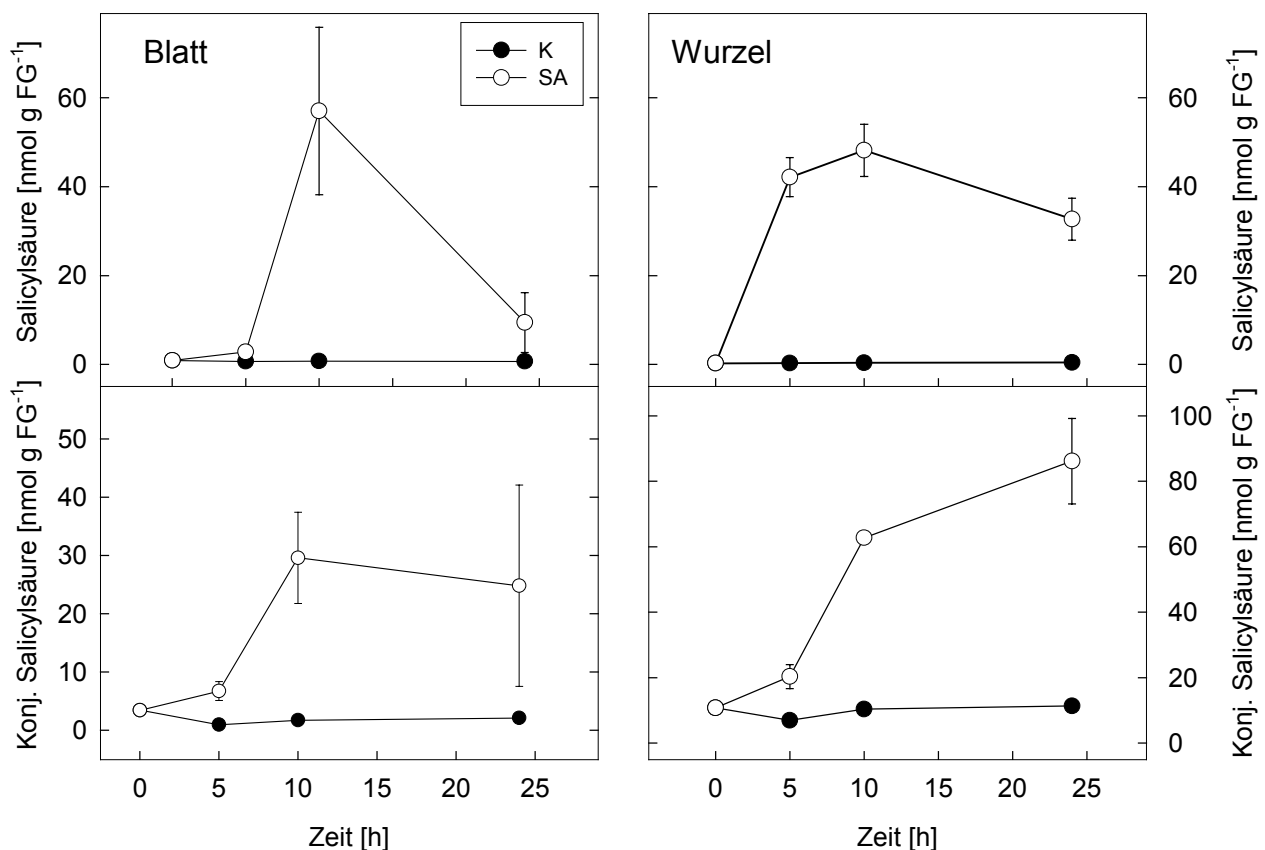 Blatt
K
SA
Wurzel
Salicylsäure [nmol g FG⁻¹]
60
40
20
0
60
40
20
0
Salicylsäure [nmol g FG⁻¹]
Konj. Salicylsäure [nmol g FG⁻¹]
50
40
30
20
10
0
100
80
60
40
20
0
Konj. Salicylsäure [nmol g FG⁻¹]
0 5 10 15 20 25
0 5 10 15 20 25
Zeit [h]
Zeit [h]